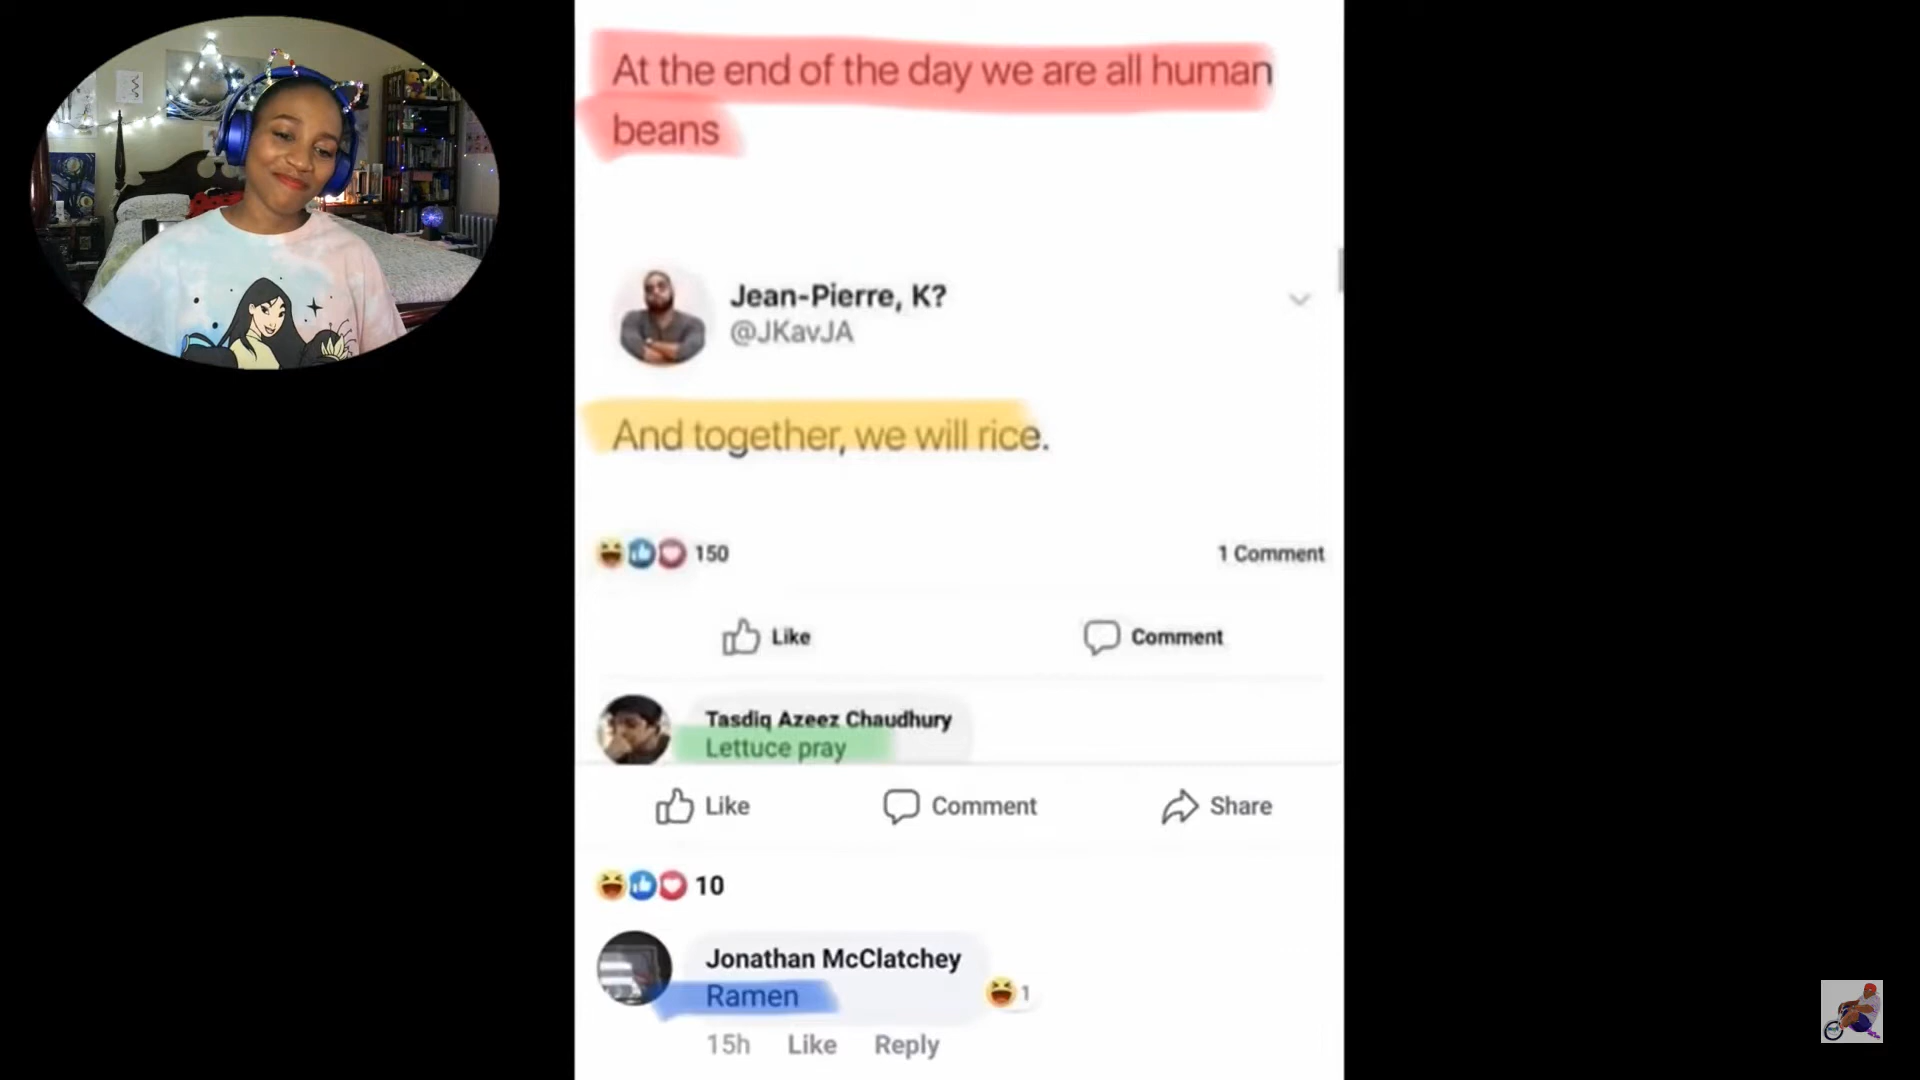 At the end of the day we are all human
beans
Jean-Pierre, K?
@JKavJA
And together, we will rice.
150
1 Comment
Like
Comment
Tasdiq Azeez Chaudhury
Lettuce pray
Like
Comment
Share
10
Jonathan McClatchey
Ramen
1
15h
Like
Reply